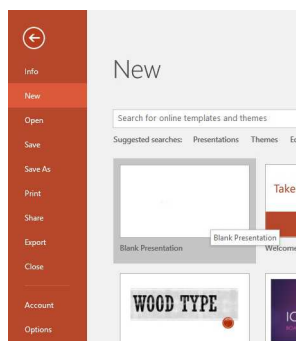 Info
New
Open
Save
Save As
Print
Share
Export
Close
Account
Options
New
Search for online templates and themes
Suggested searches: Presentations Themes
Blank Presentation
Blank Presentation
Take
Welcome
WOOD TYPE